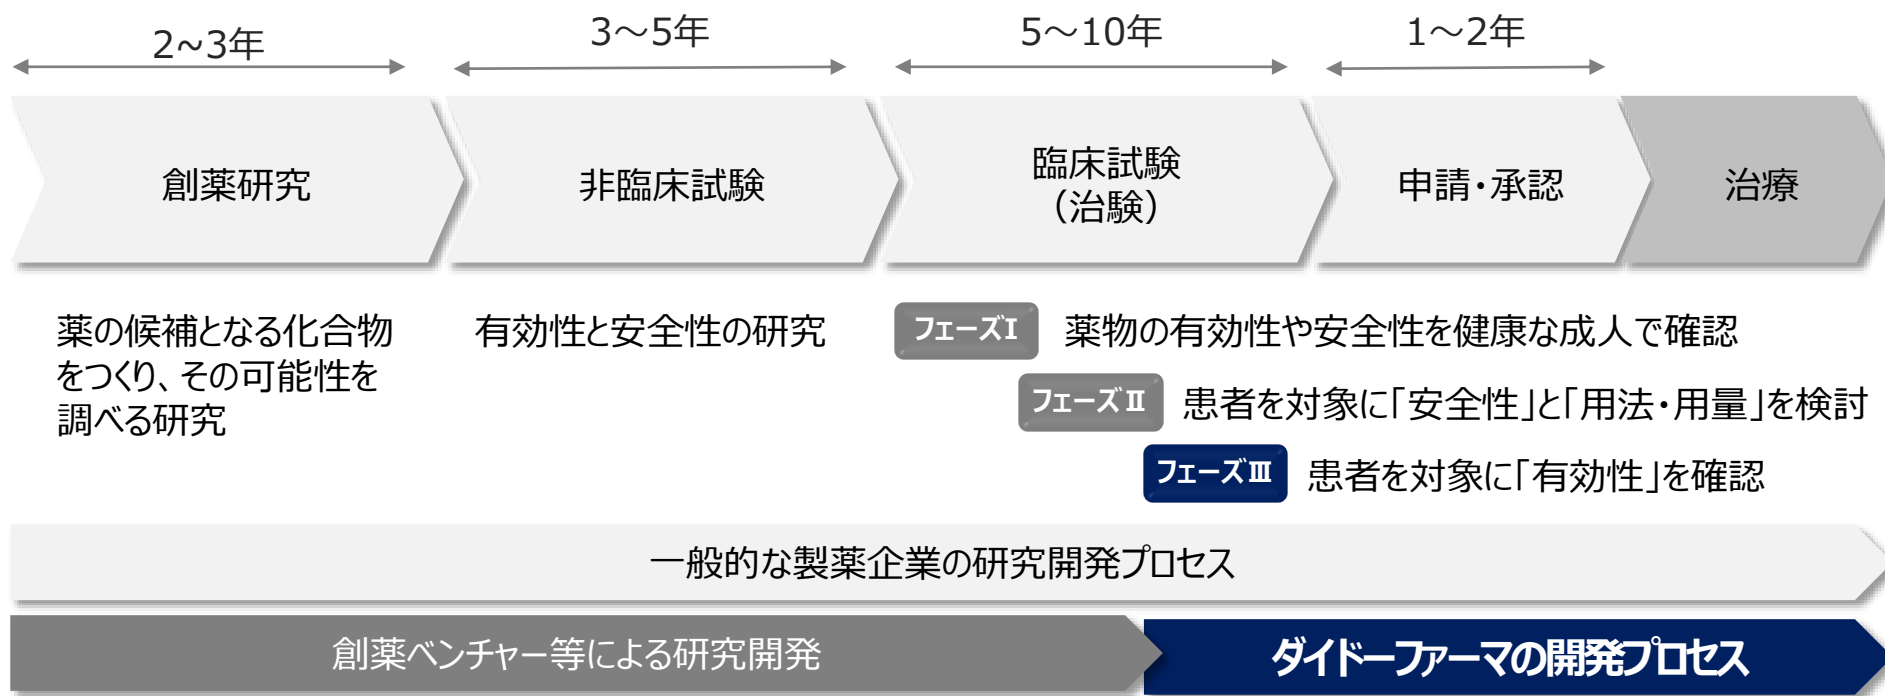 2~3年
3～5年
5～10年
1～2年
創薬研究
非臨床試験
臨床試験
（治験）
申請・承認
治療
薬の候補となる化合物
をつくり、その可能性を
調べる研究
有効性と安全性の研究
フェーズⅠ
薬物の有効性や安全性を健康な成人で確認
フェーズⅡ
患者を対象に「安全性」と「用法・用量」を検討
フェーズⅢ
患者を対象に「有効性」を確認
一般的な製薬企業の研究開発プロセス
創薬ベンチャー等による研究開発
ダイドーファーマの開発プロセス